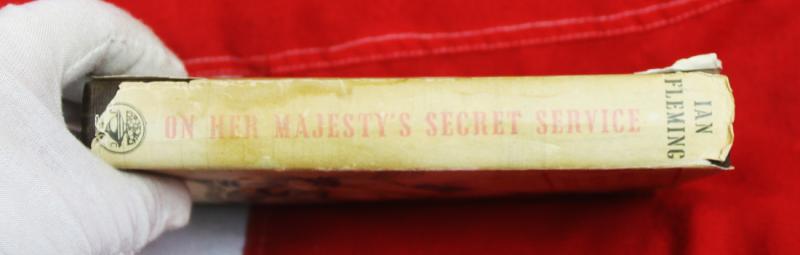 ON HER MAJESTY'S SECRET SERVICE
IAN
FLEMING